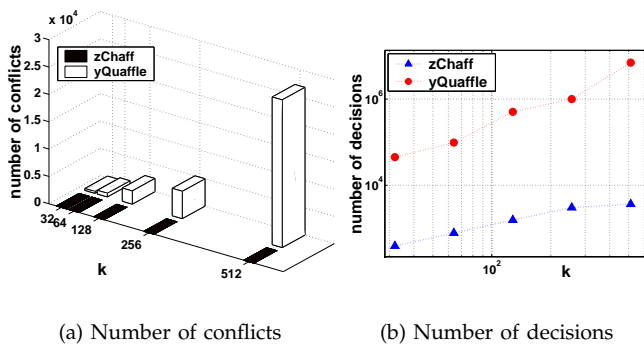 x 10^4
3
2.5
2
1.5
1
0.5
0
number of conflicts
zChaff
yQuaffle
32
64
128
256
512
k
(a) Number of conflicts
zChaff
yQuaffle
10^6
10^4
number of decisions
10^2
k
(b) Number of decisions